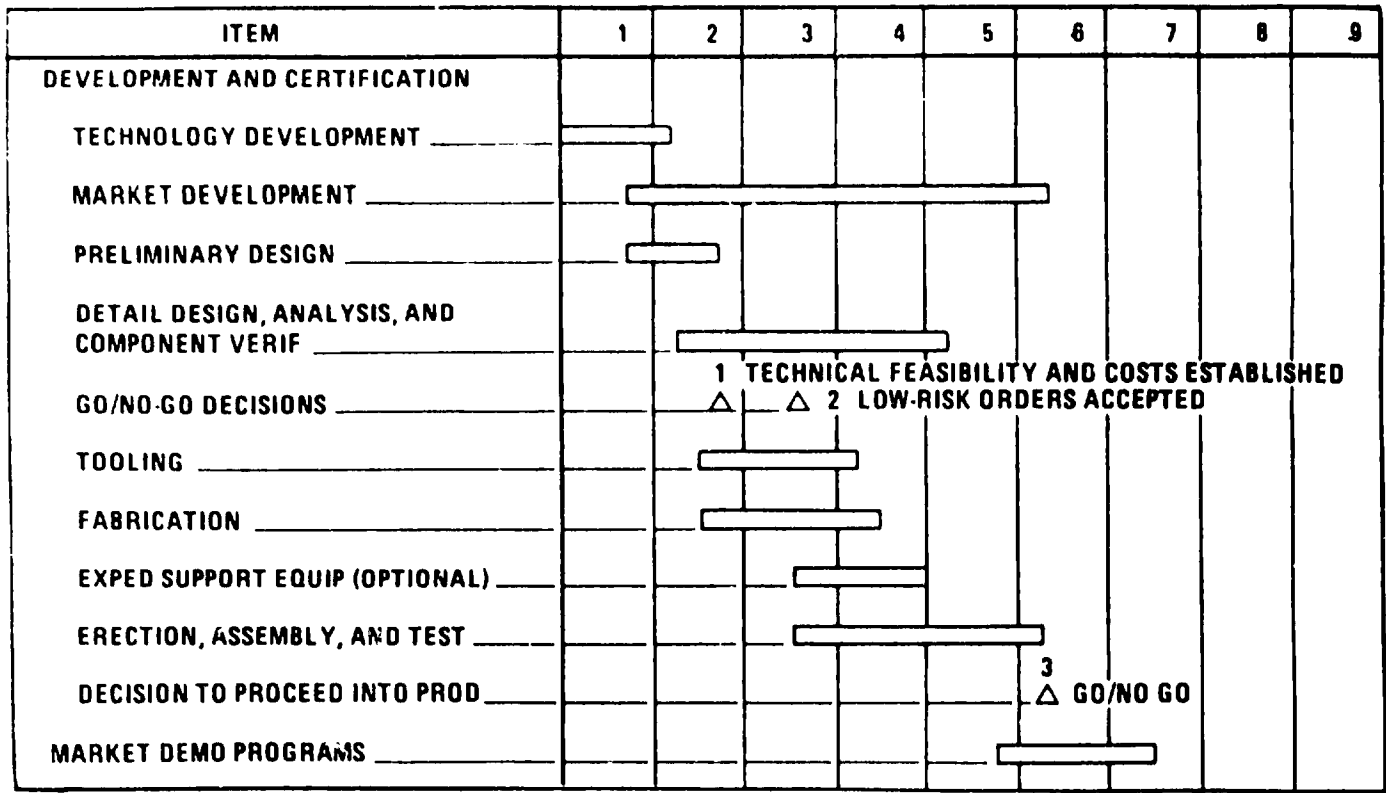 ITEM 1 2 3 4 5 6 7 8 9
DEVELOPMENT AND CERTIFICATION
TECHNOLOGY DEVELOPMENT
MARKET DEVELOPMENT
PRELIMINARY DESIGN
DETAIL DESIGN, ANALYSIS, AND
COMPONENT VERIF
1 TECHNICAL FEASIBILITY AND COSTS ESTABLISHED
GO/NO-GO DECISIONS △ △ 2 LOW-RISK ORDERS ACCEPTED
TOOLING
FABRICATION
EXPED SUPPORT EQUIP (OPTIONAL)
ERECTION, ASSEMBLY, AND TEST
3
DECISION TO PROCEED INTO PROD △ GO/NO GO
MARKET DEMO PROGRAMS